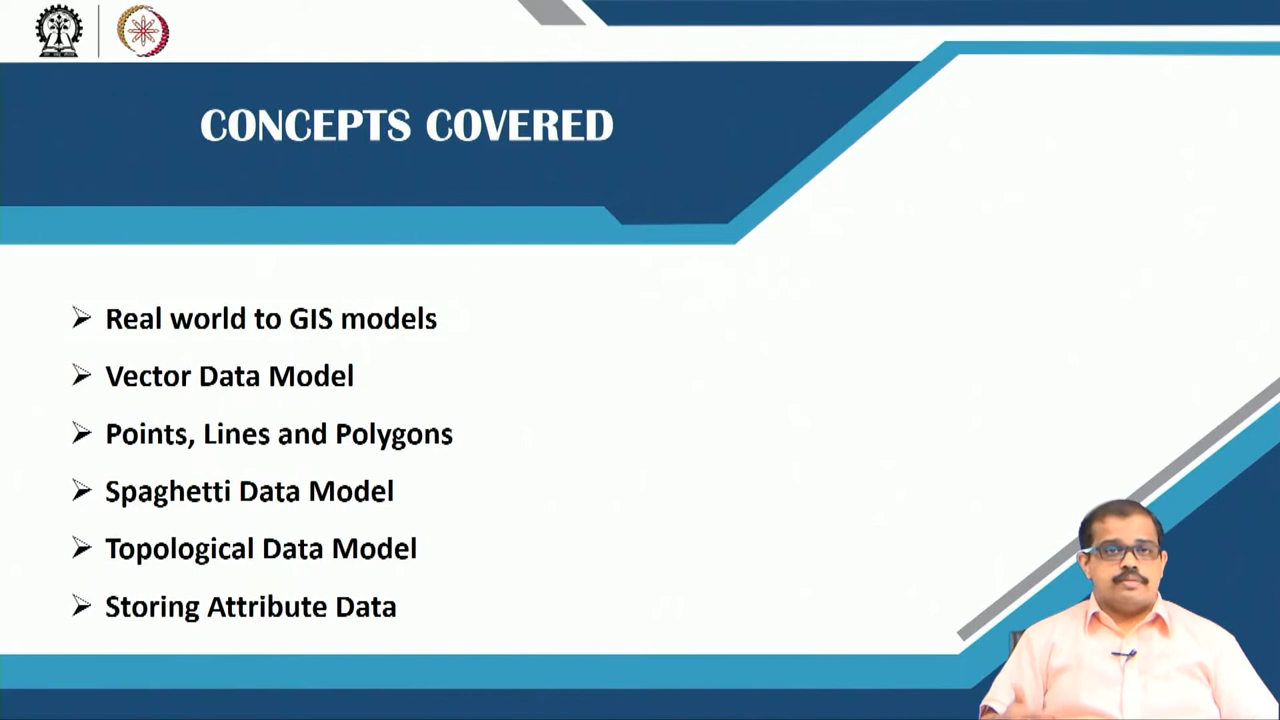 CONCEPTS COVERED
➢ Real world to GIS models
➢ Vector Data Model
➢ Points, Lines and Polygons
➢ Spaghetti Data Model
➢ Topological Data Model
➢ Storing Attribute Data